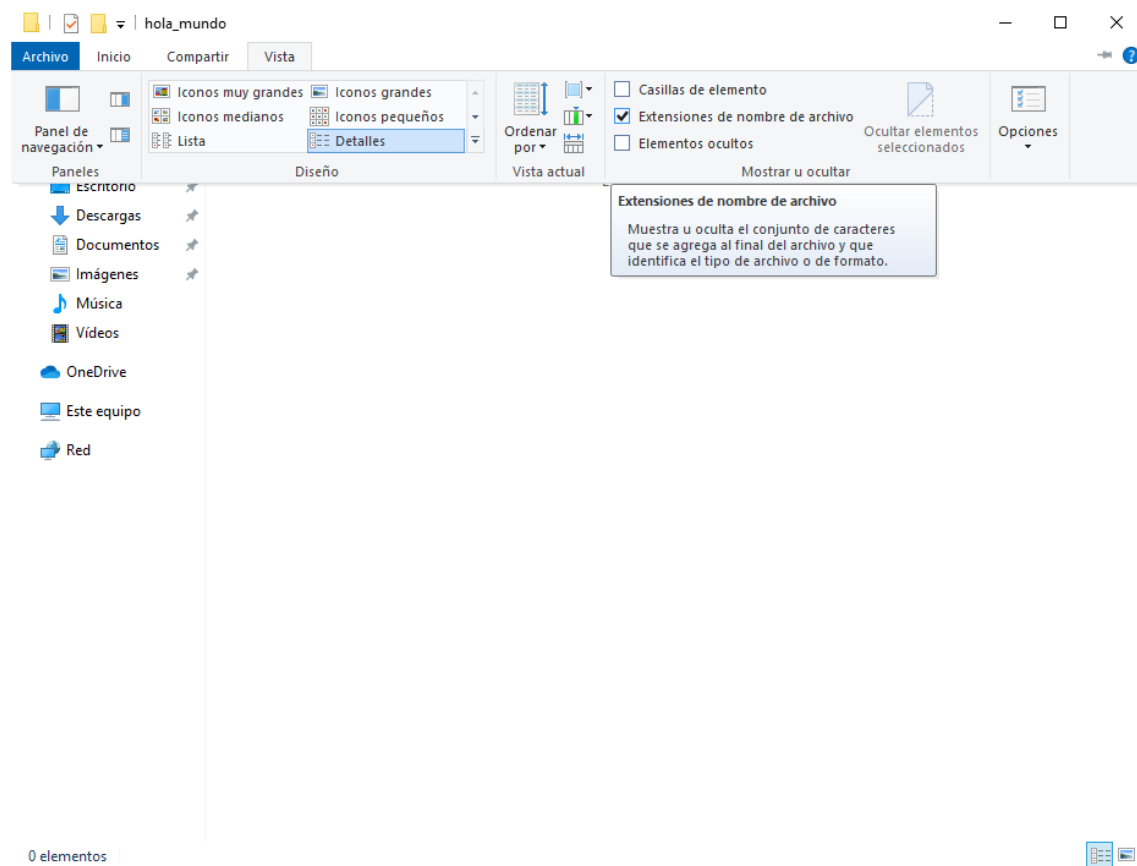 hola_mundo
Archivo Inicio Compartir Vista
Panel de navegación
Paneles
Iconos muy grandes Iconos grandes
Iconos medianos Iconos pequeños
Lista Detalles
Diseño
Ordenar por
Vista actual
Casillas de elemento
Extensiones de nombre de archivo
Elementos ocultos
Ocultar elementos seleccionados
Mostrar u ocultar
Opciones
Extensiones de nombre de archivo
Muestra u oculta el conjunto de caracteres
que se agrega al final del archivo y que
identifica el tipo de archivo o de formato.
Escritorio
Descargas
Documentos
Imágenes
Música
Vídeos
OneDrive
Este equipo
Red
0 elementos